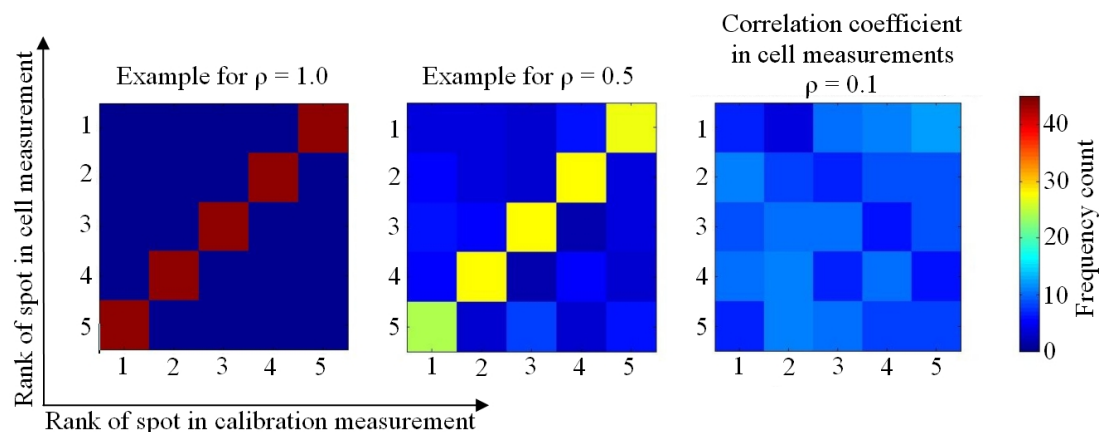 Correlation coefficient
in cell measurements
ρ = 0.1
Example for ρ = 1.0
Example for ρ = 0.5
Rank of spot in cell measurement
1
2
3
4
5
1 2 3 4 5
1
2
3
4
5
1 2 3 4 5
1
2
3
4
5
1 2 3 4 5
40
30
20
10
0
Frequency count
Rank of spot in calibration measurement